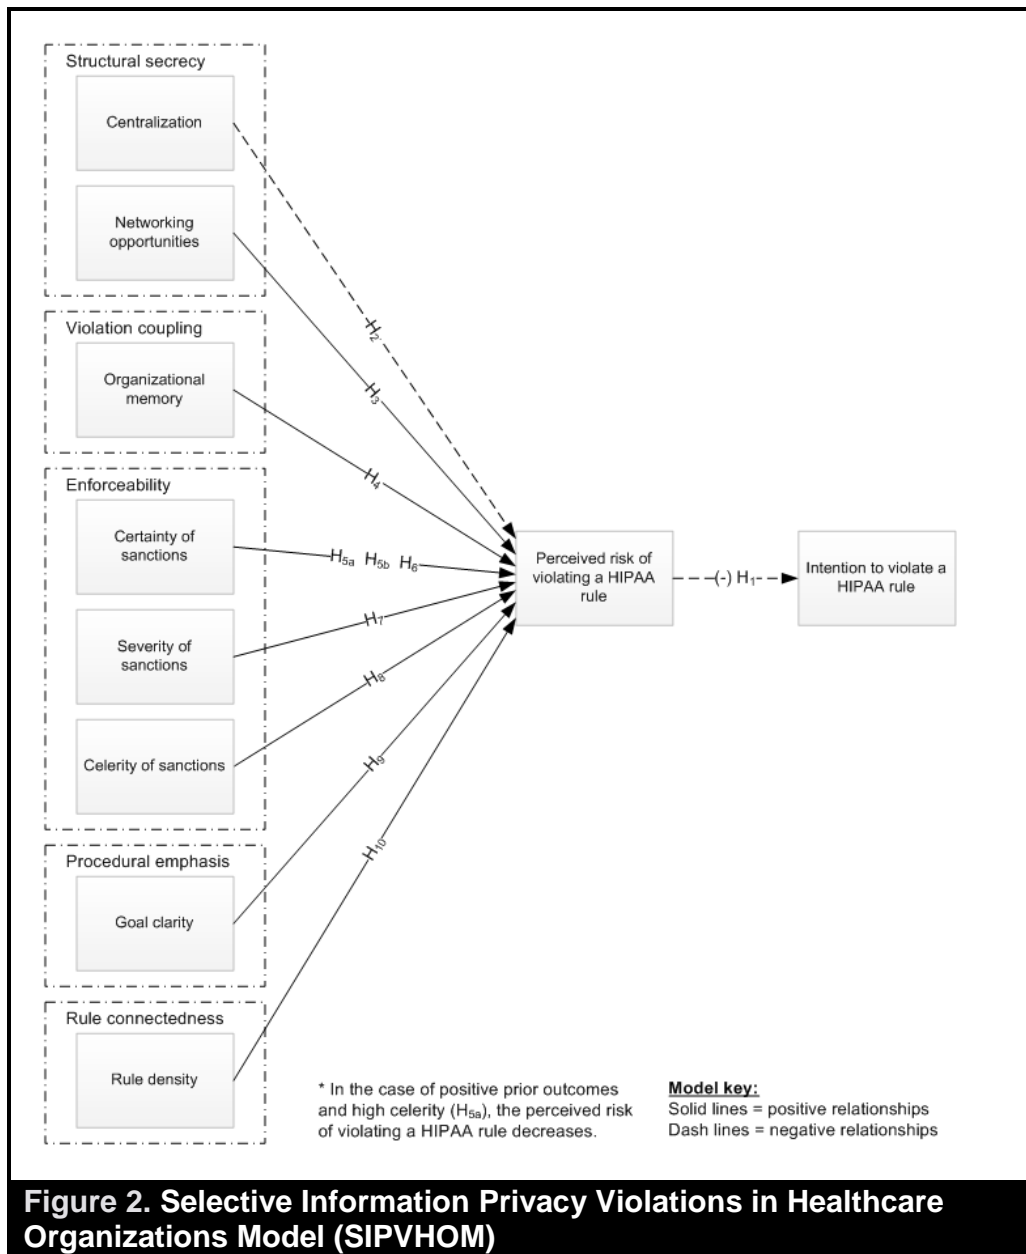 Structural secrecy
Centralization
Networking
opportunities
H2
H3
Violation coupling
Organizational
memory
H4
Enforceability
Certainty of
sanctions
H5a H5b H6
Severity of
sanctions
H7
Celerity of sanctions
H8
Perceived risk of
violating a HIPAA
rule
(-) H1
Intention to violate a
HIPAA rule
Procedural emphasis
Goal clarity
H9
Rule connectedness
Rule density
H10
* In the case of positive prior outcomes
and high celerity (H5a), the perceived risk
of violating a HIPAA rule decreases.
Model key:
Solid lines = positive relationships
Dash lines = negative relationships
Figure 2. Selective Information Privacy Violations in Healthcare
Organizations Model (SIPVHOM)